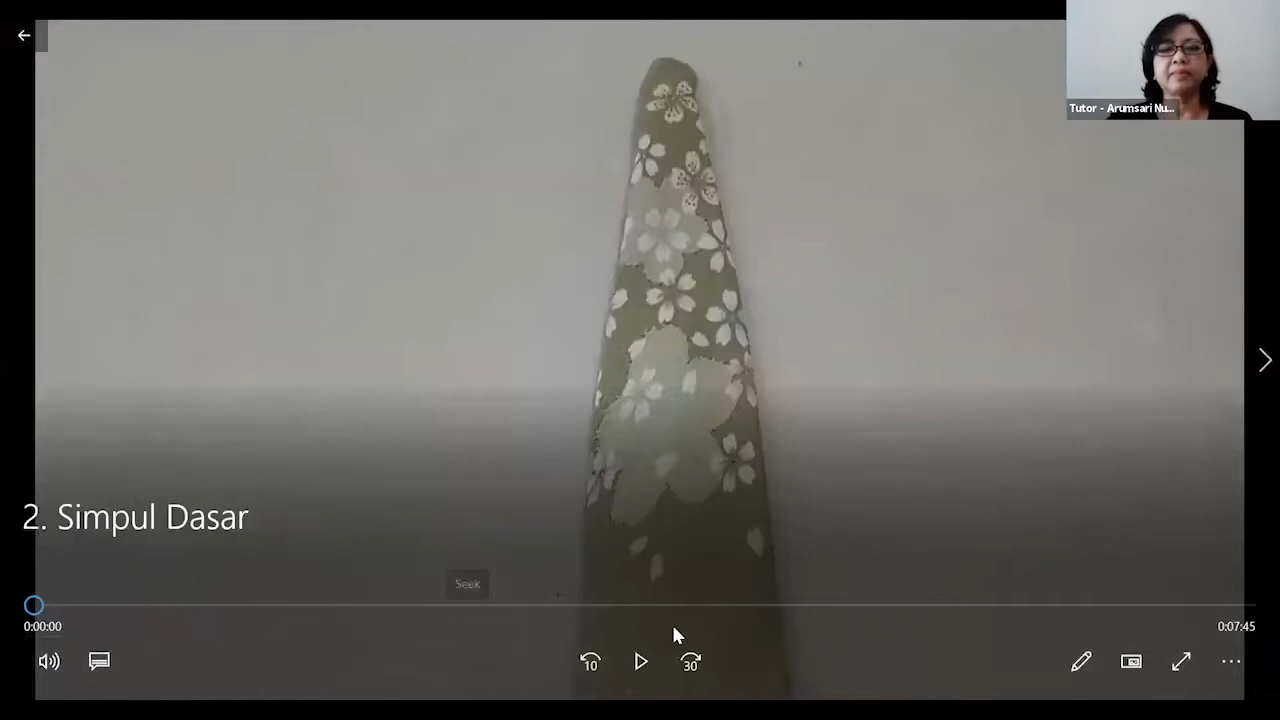 Tutor - Arumsari Nu...
2. Simpul Dasar
Seek
0:00:00
0:07:45
10
30